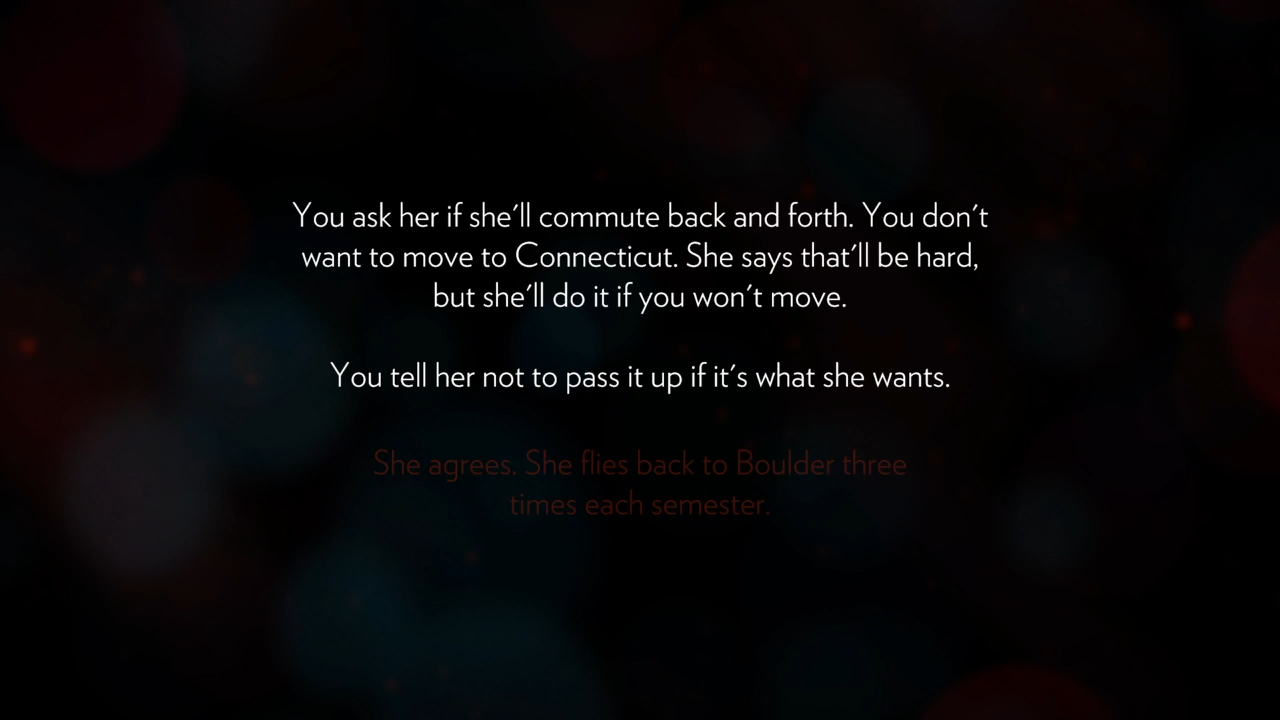 You ask her if she'll commute back and forth. You don't
want to move to Connecticut. She says that'll be hard,
but she'll do it if you won't move.
You tell her not to pass it up if it's what she wants.
She agrees. She flies back to Boulder three
times each semester.